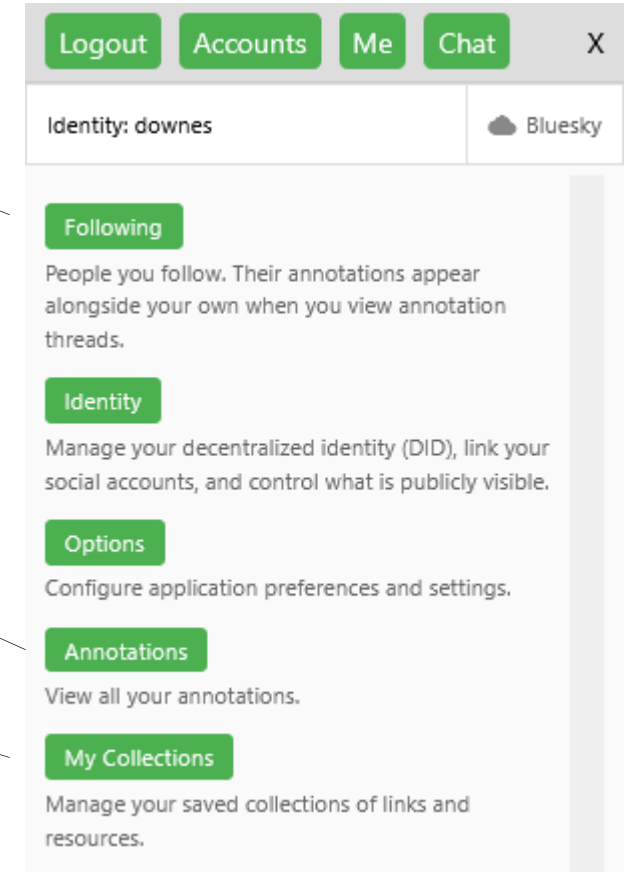 Logout Accounts Me Chat X
Identity: downes Bluesky
Following
People you follow. Their annotations appear
alongside your own when you view annotation
threads.
Identity
Manage your decentralized identity (DID), link your
social accounts, and control what is publicly visible.
Options
Configure application preferences and settings.
Annotations
View all your annotations.
My Collections
Manage your saved collections of links and
resources.